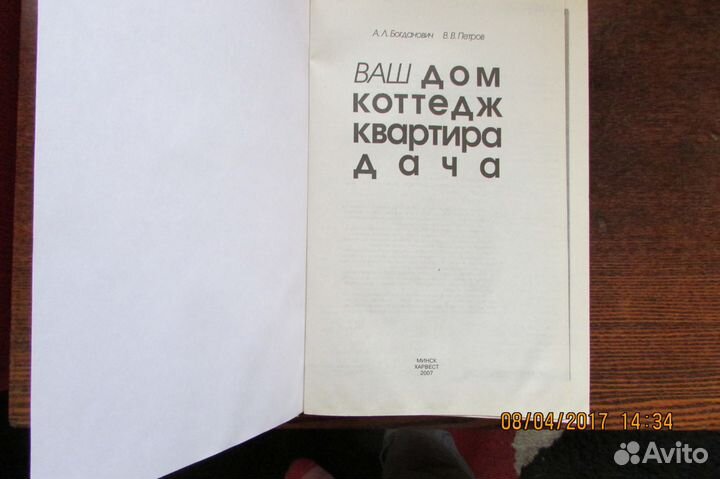 А. Л. Богданович В. В. Петров
ВАШ ДОМ
КОТТЕДЖ
КВАРТИРА
ДАЧА
МИНСК
ХАРВЕСТ
2007
08/04/2017 14:34
Avito